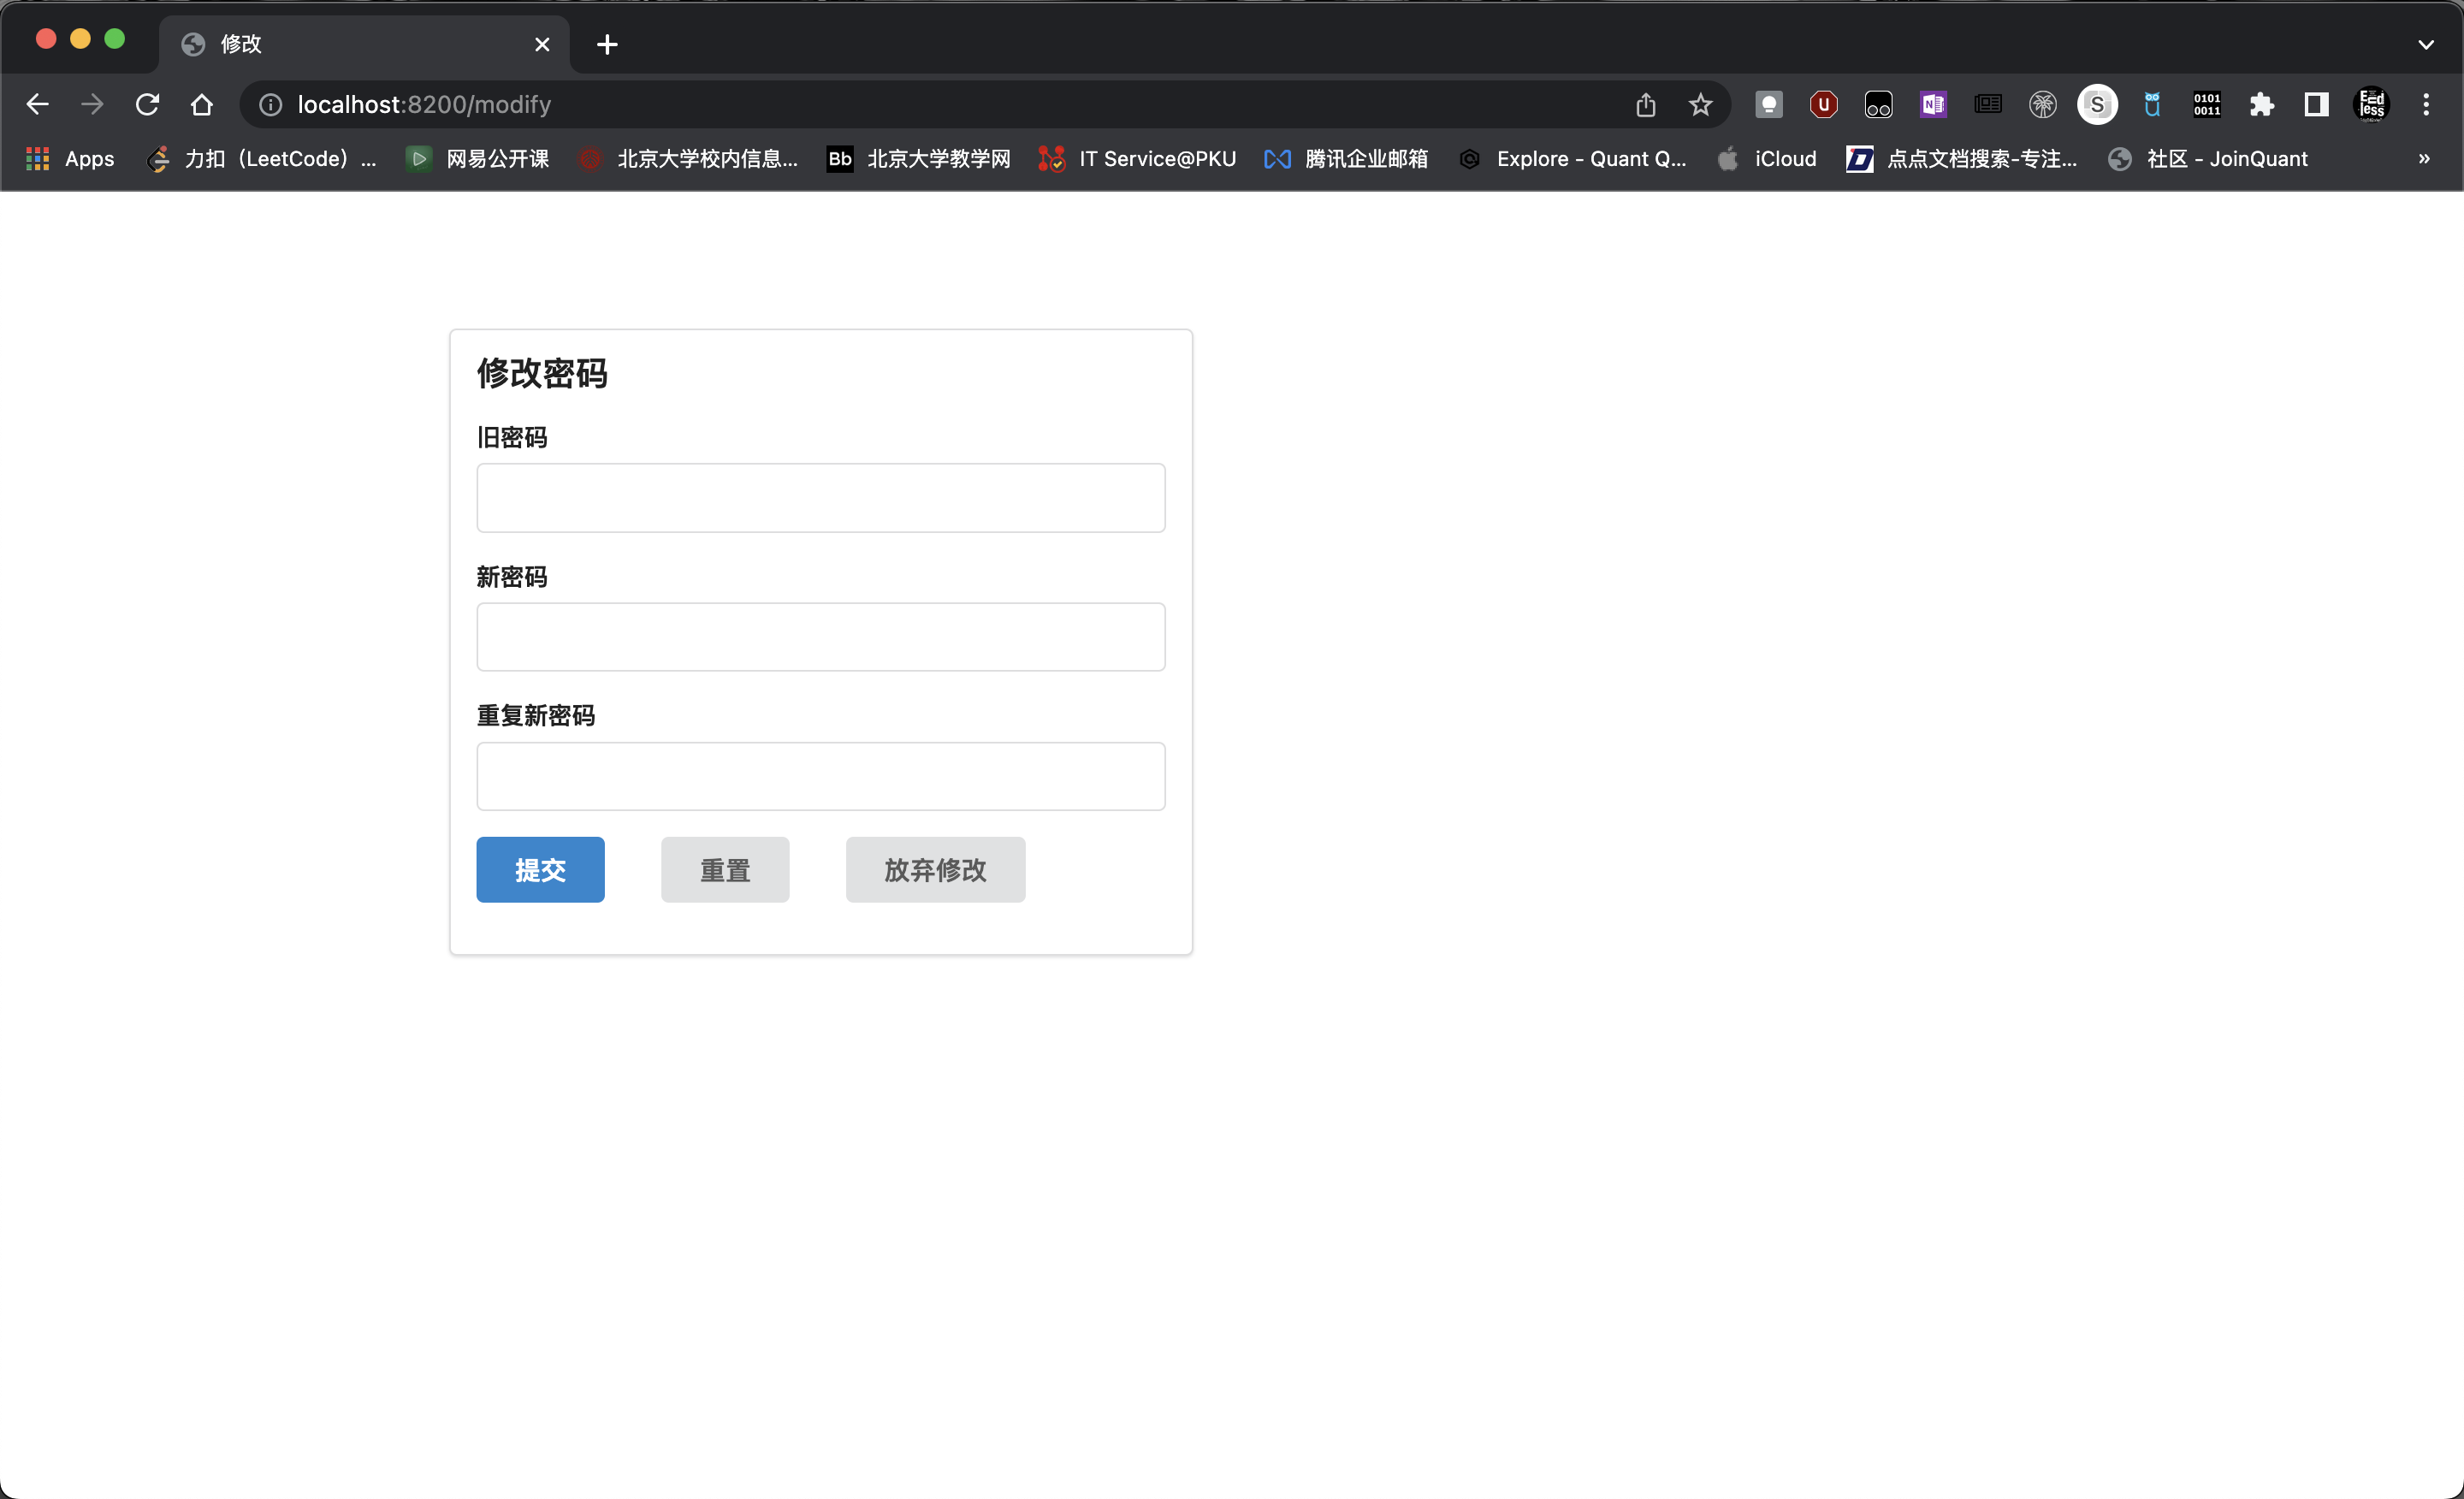 修改
localhost:8200/modify
Apps 力扣（LeetCode）... 网易公开课 北京大学校内信息... Bb 北京大学教学网 IT Service@PKU 腾讯企业邮箱 Explore - Quant Q... iCloud 点点文档搜索-专注... 社区 - JoinQuant »
修改密码
旧密码
新密码
重复新密码
提交 重置 放弃修改